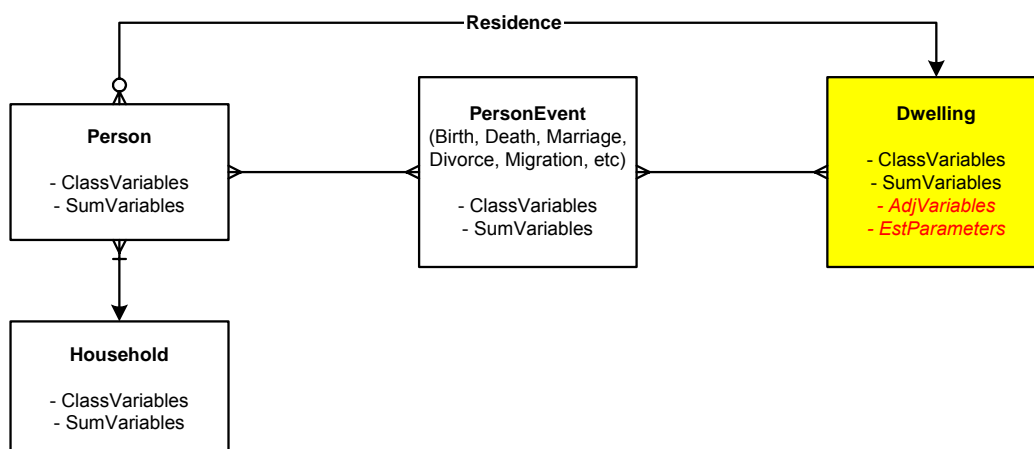 Residence
Person
- ClassVariables
- SumVariables
PersonEvent
(Birth, Death, Marriage,
Divorce, Migration, etc)
- ClassVariables
- SumVariables
Dwelling
- ClassVariables
- SumVariables
- AdjVariables
- EstParameters
Household
- ClassVariables
- SumVariables